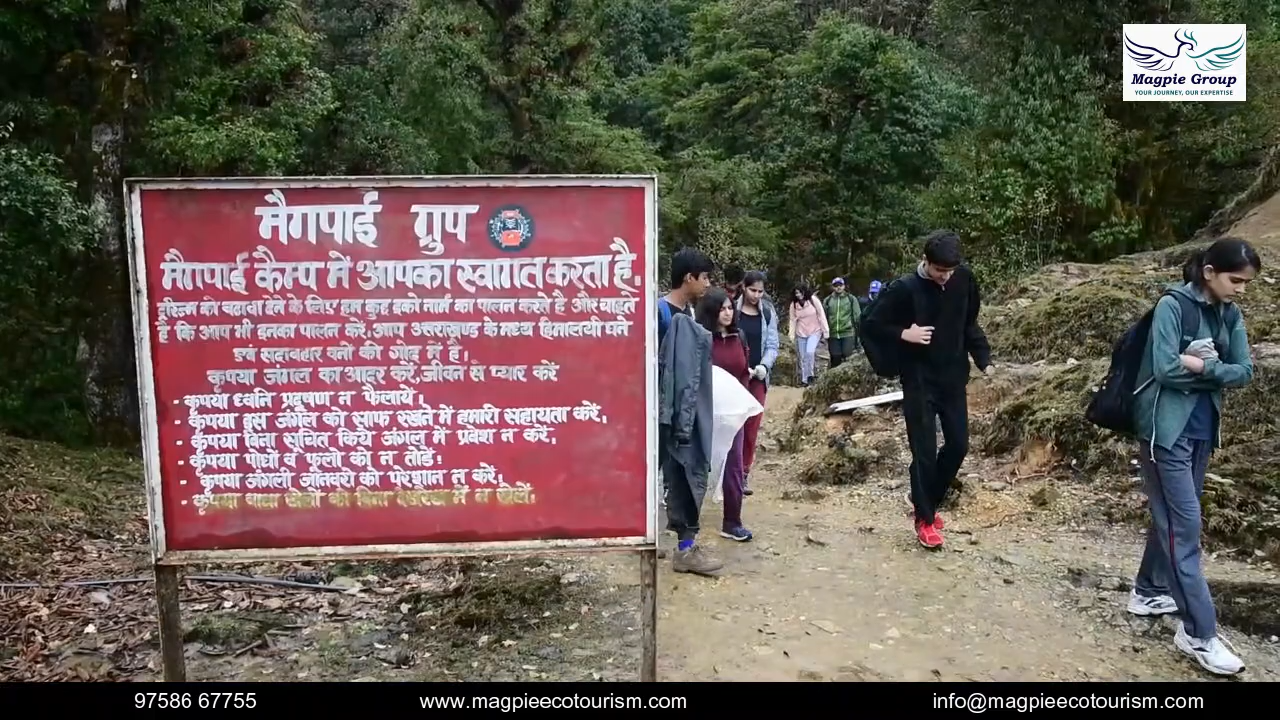 Magpie Group
YOUR JOURNEY, OUR EXPERTISE
मैगपाई ग्रुप
मैगपाई कैम्प में आपका स्वागत करता है.
टूरिज्म को बढ़ावा देने के लिए हम कुछ इको नार्म का पालन करते है और चाहते
है कि आप भी इनका पालन करें, आप उत्तराखण्ड के मध्य हिमालयी घने
एवं सदाबहार वनों की गोद में है।
कृपया जंगल का आदर करें, जीवन से प्यार करें
- कृपया ध्वनि प्रदूषण न फैलायें।
- कृपया इस जंगल को साफ रखने में हमारी सहायता करें.
- कृपया बिना सूचित किये जंगल में प्रवेश न करें.
- कृपया पौधों व फूलों को न तोडें।
- कृपया जंगली जानवरों को परेशान न करें.
- कृपया खेलों की बिना में न खेलें.
97586 67755 www.magpieecotourism.com info@magpieecotourism.com